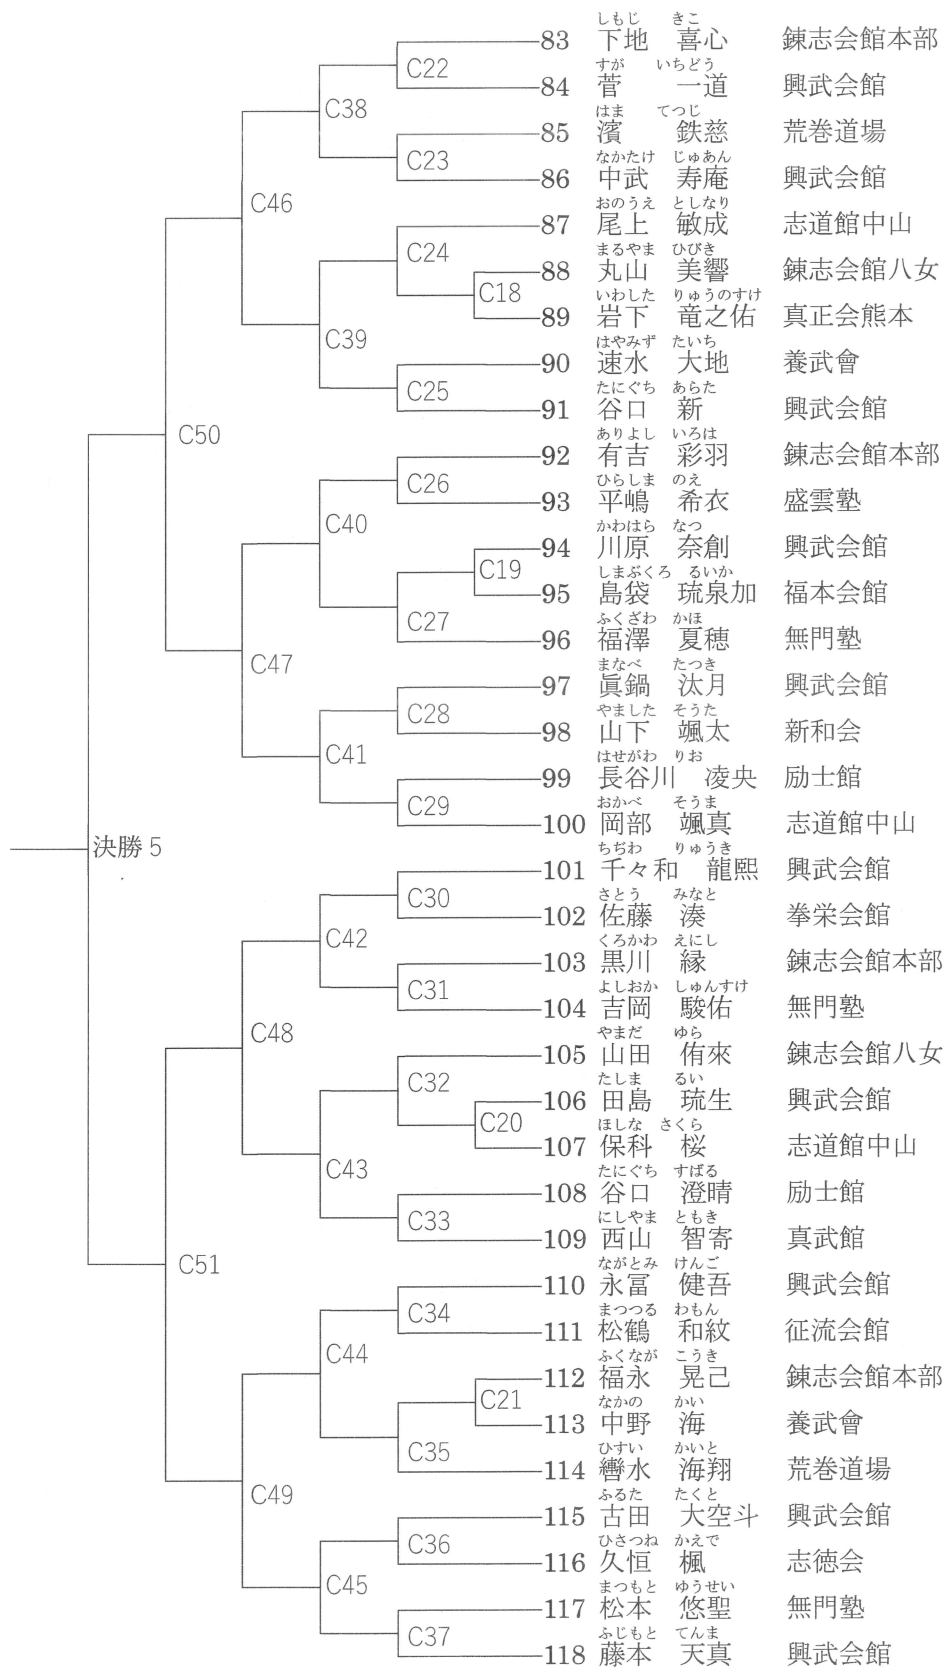 しもじ きこ
83 下地 喜心 錬志会館本部
C22
すが いちどう
84 菅 一道 興武会館
C38
はま てつじ
85 濱 鉄慈 荒巻道場
C23
なかたけ じゅあん
86 中武 寿庵 興武会館
C46
おのうえ としなり
87 尾上 敏成 志道館中山
C24
まるやま ひびき
88 丸山 美響 錬志会館八女
C18
いわした りゅうのすけ
89 岩下 竜之佑 真正会熊本
C39
はやみず たいち
90 速水 大地 養武會
C25
たにぐち あらた
91 谷口 新 興武会館
C50
ありよし いろは
92 有吉 彩羽 錬志会館本部
C26
ひらしま のえ
93 平嶋 希衣 盛雲塾
C40
かわはら なつ
94 川原 奈創 興武会館
C19
しまぶくろ るいか
95 島袋 琉泉加 福本会館
C27
ふくざわ かほ
96 福澤 夏穂 無門塾
C47
まなべ たつき
97 眞鍋 汰月 興武会館
C28
やました そうた
98 山下 颯太 新和会
C41
はせがわ りお
99 長谷川 凌央 励士館
C29
おかべ そうま
100 岡部 颯真 志道館中山
決勝5
ちぢわ りゅうき
101 千々和 龍熙 興武会館
C30
さとう みなと
102 佐藤 湊 拳栄会館
C42
くろかわ えにし
103 黒川 縁 錬志会館本部
C31
よしおか しゅんすけ
104 吉岡 駿佑 無門塾
C48
やまだ ゆら
105 山田 侑來 錬志会館八女
C32
たしま るい
106 田島 琉生 興武会館
C20
ほしな さくら
107 保科 桜 志道館中山
C43
たにぐち すばる
108 谷口 澄晴 励士館
C33
にしやま ともき
109 西山 智寄 真武館
C51
ながとみ けんご
110 永冨 健吾 興武会館
C34
まつつる わもん
111 松鶴 和紋 征流会館
C44
ふくなが こうき
112 福永 晃己 錬志会館本部
C21
なかの かい
113 中野 海 養武會
C35
ひすい かいと
114 轡水 海翔 荒巻道場
C49
ふるた たくと
115 古田 大空斗 興武会館
C36
ひさつね かえで
116 久恒 楓 志徳会
C45
まつもと ゆうせい
117 松本 悠聖 無門塾
C37
ふじもと てんま
118 藤本 天真 興武会館